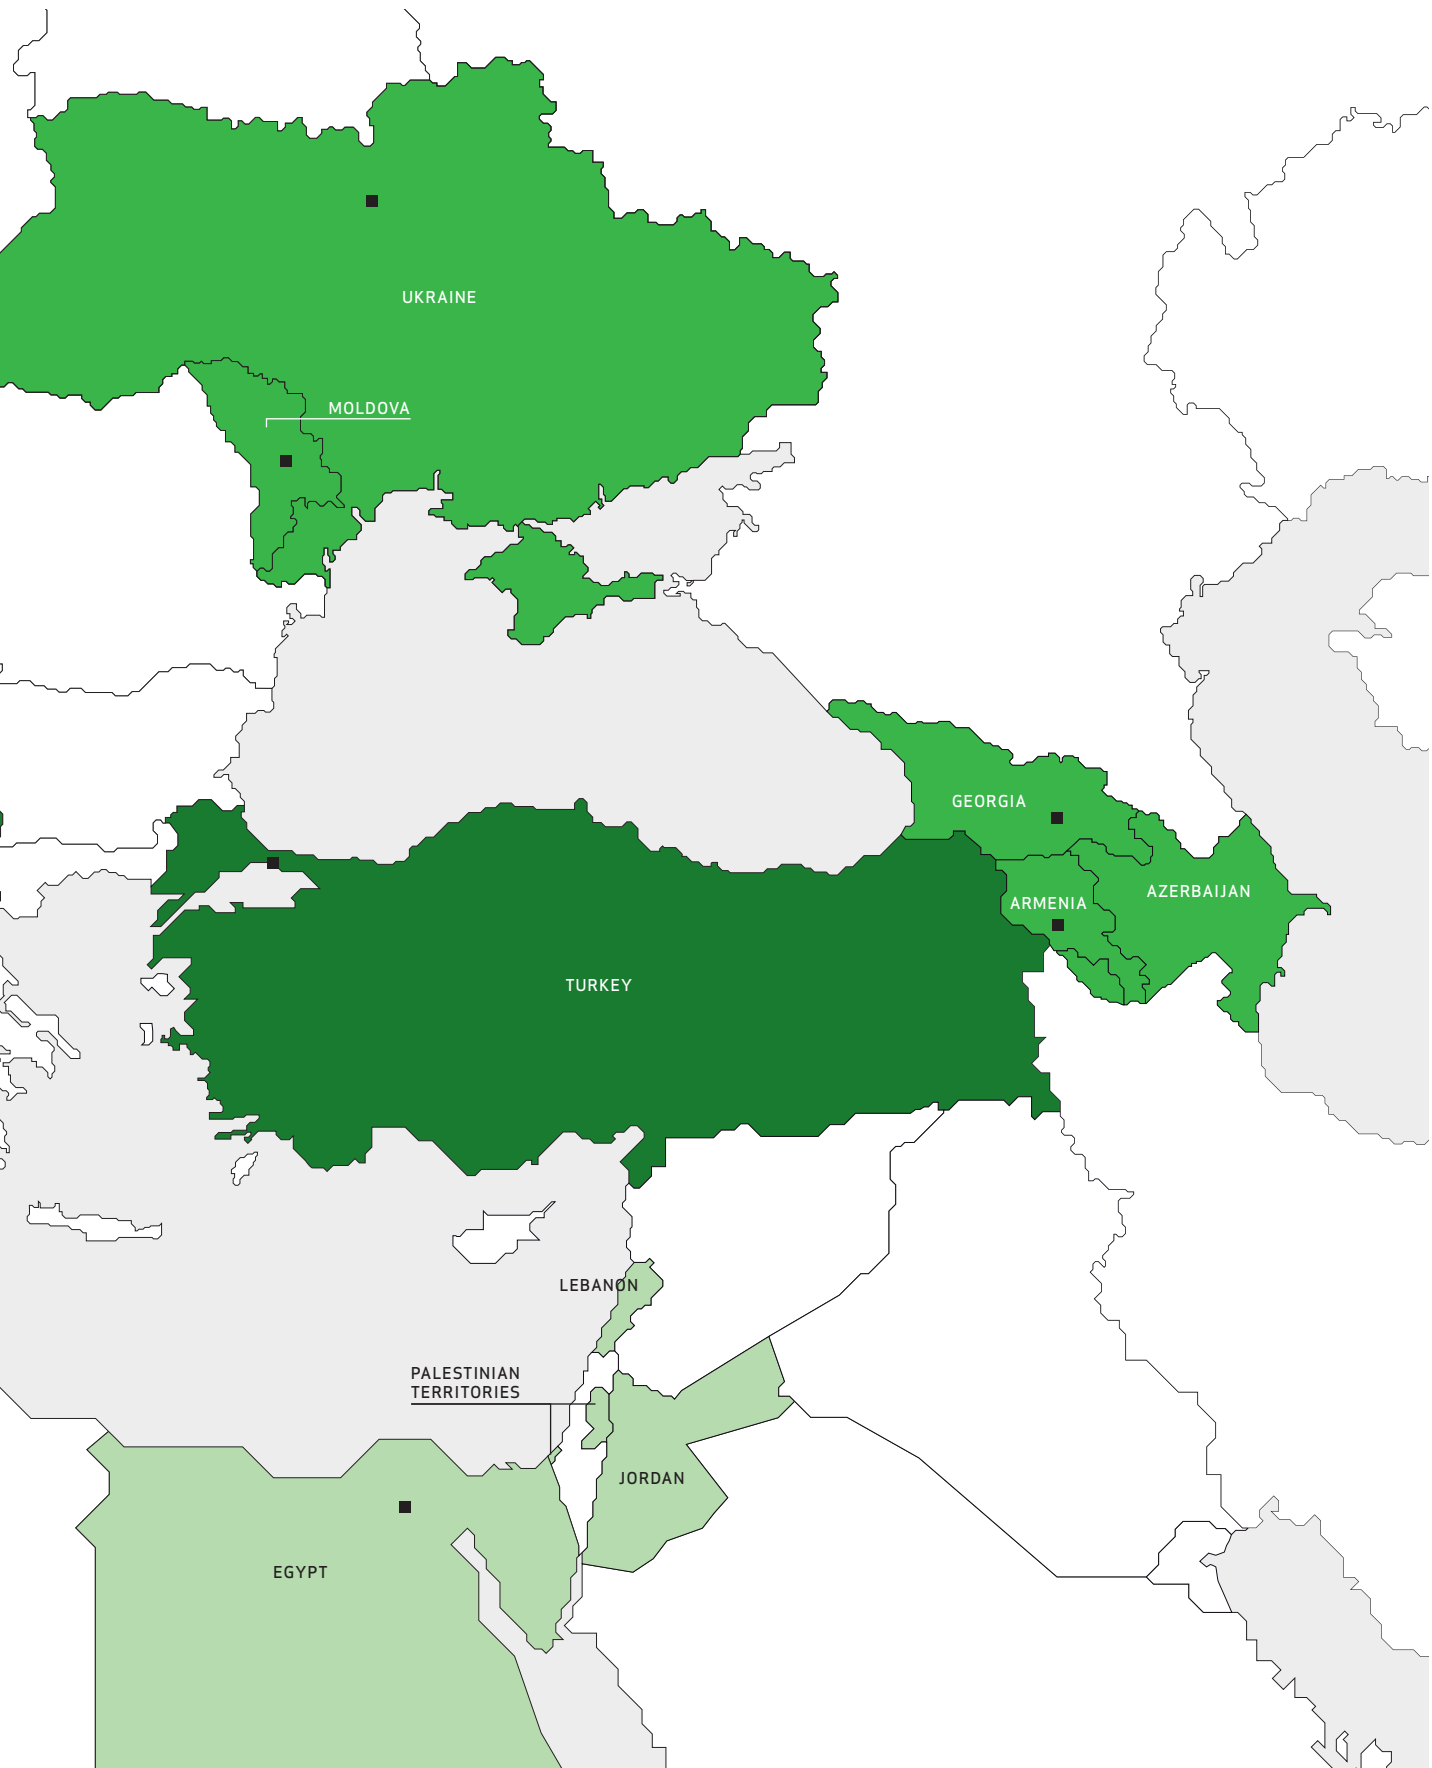 UKRAINE
MOLDOVA
GEORGIA
AZERBAIJAN
ARMENIA
TURKEY
LEBANON
PALESTINIAN
TERRITORIES
JORDAN
EGYPT